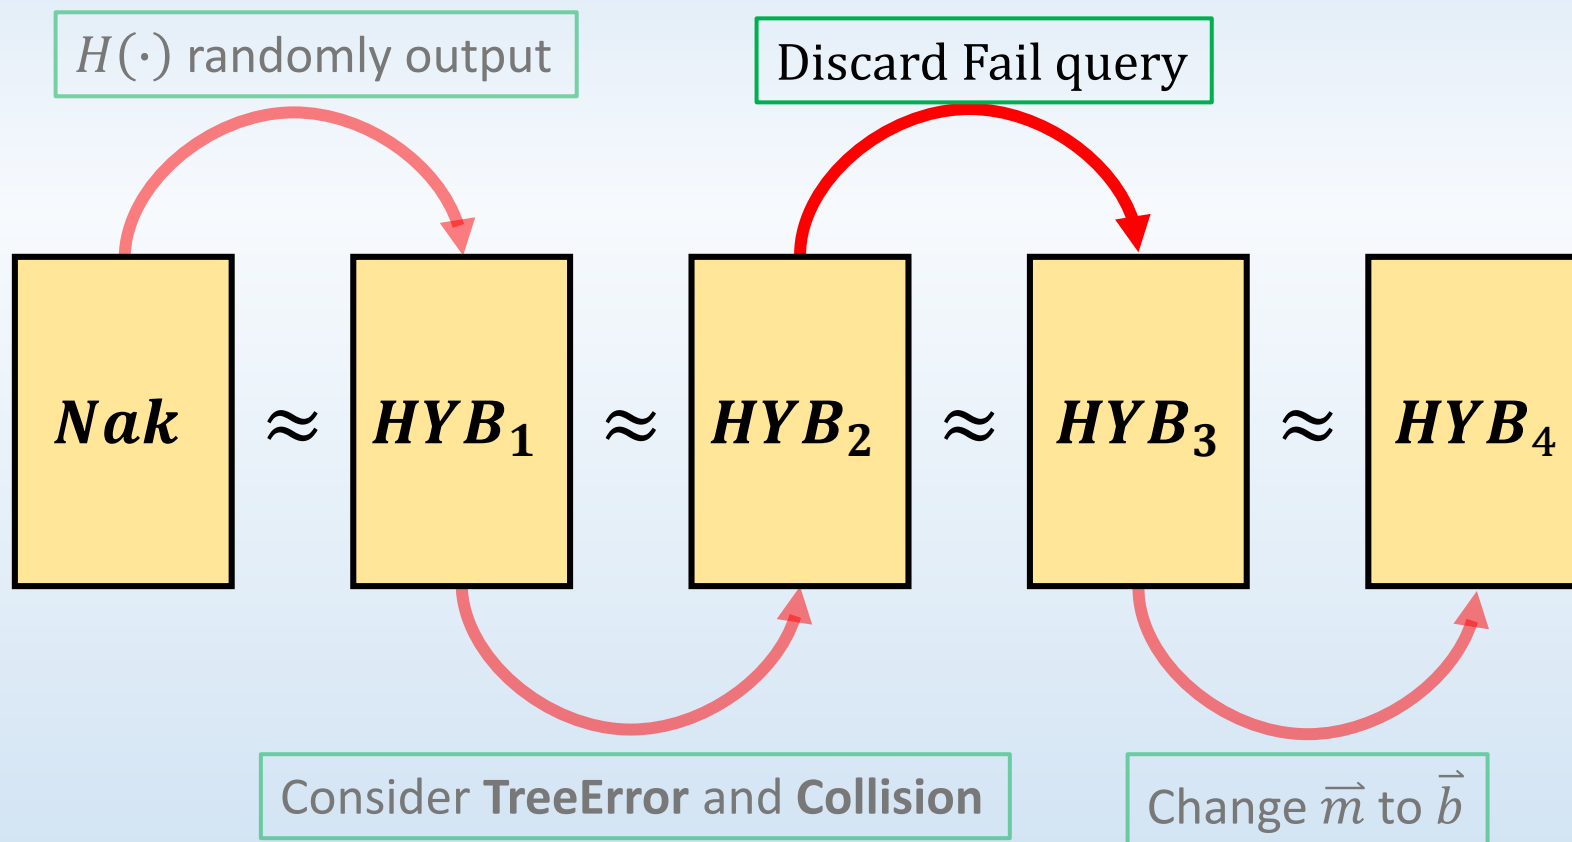 H(·) randomly output
Discard Fail query
Nak ≈ HYB₁ ≈ HYB₂ ≈ HYB₃ ≈ HYB₄
Consider TreeError and Collision
Change m⃗ to b⃗